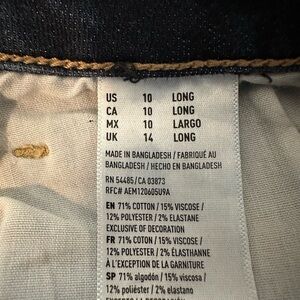 US 10 LONG
CA 10 LONG
MX 10 LARGO
UK 14 LONG
MADE IN BANGLADESH / FABRIQUÉ AU
BANGLADESH / HECHO EN BANGLADESH
RN 54485/CA 03873
RFC# AEM120605U9A
EN 71% COTTON / 15% VISCOSE /
12% POLYESTER / 2% ELASTANE
EXCLUSIVE OF DECORATION
FR 71% COTON / 15% VISCOSE /
12% POLYESTER / 2% ÉLASTHANNE
À L'EXCEPTION DE LA GARNITURE
SP 71% algodón / 15% viscosa /
12% poliéster / 2% elastano